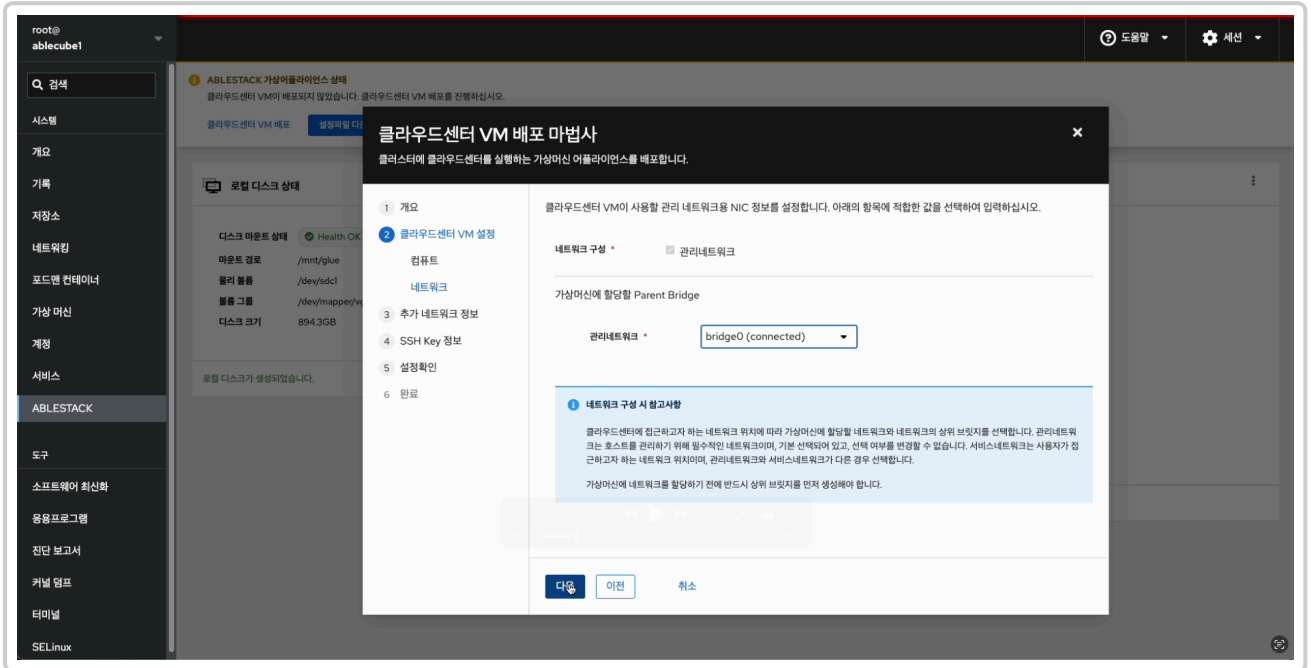 root@
ablecube1
도움말
세션
검색
시스템
개요
기록
저장소
네트워킹
포드맨 컨테이너
가상 머신
계정
서비스
ABLESTACK
도구
소프트웨어 최신화
응용프로그램
진단 보고서
커널 덤프
터미널
SELinux
ABLESTACK 가상어플라이언스 상태
클라우드센터 VM이 배포되지 않았습니다. 클라우드센터 VM 배포를 진행하십시오.
클라우드센터 VM 배포
설정파일 다
로컬 디스크 상태
디스크 마운트 상태 Health OK
마운트 경로 /mnt/glue
물리 볼륨 /dev/sdc1
볼륨 그룹 /dev/mapper/v
디스크 크기 894.3GB
로컬 디스크가 생성되었습니다.
클라우드센터 VM 배포 마법사
클러스터에 클라우드센터를 실행하는 가상머신 어플라이언스를 배포합니다.
1 개요
2 클라우드센터 VM 설정
컴퓨트
네트워크
3 추가 네트워크 정보
4 SSH Key 정보
5 설정확인
6 완료
클라우드센터 VM이 사용할 관리 네트워크용 NIC 정보를 설정합니다. 아래의 항목에 적합한 값을 선택하여 입력하십시오.
네트워크 구성 * 관리네트워크
가상머신에 할당할 Parent Bridge
관리네트워크 * bridge0 (connected)
네트워크 구성 시 참고사항
클라우드센터에 접근하고자 하는 네트워크 위치에 따라 가상머신에 할당할 네트워크와 네트워크의 상위 브릿지를 선택합니다. 관리네트워
크는 호스트를 관리하기 위해 필수적인 네트워크이며, 기본 선택되어 있고, 선택 여부를 변경할 수 없습니다. 서비스네트워크는 사용자가 접
근하고자 하는 네트워크 위치이며, 관리네트워크와 서비스네트워크가 다른 경우 선택합니다.
가상머신에 네트워크를 할당하기 전에 반드시 상위 브릿지를 먼저 생성해야 합니다.
다음
이전
취소